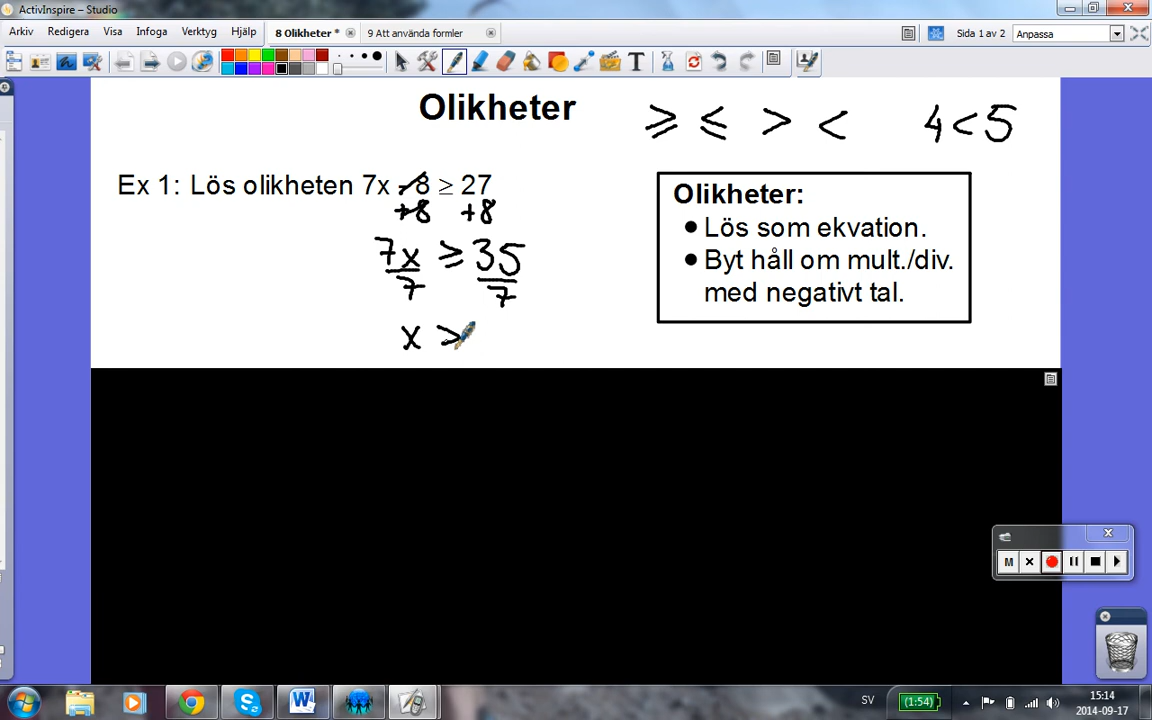 ActivInspire – Studio
Arkiv Redigera Visa Infoga Verktyg Hjälp 8 Olikheter * 9 Att använda formler Sida 1 av 2 Anpassa
Olikheter ≥ ≤ > < 4 < 5
Ex 1: Lös olikheten 7x - 8 ≥ 27
+8 +8
7x ≥ 35
7 7
x >
Olikheter:
• Lös som ekvation.
• Byt håll om mult./div.
med negativt tal.
M
SV (1:54) 15:14
2014-09-17